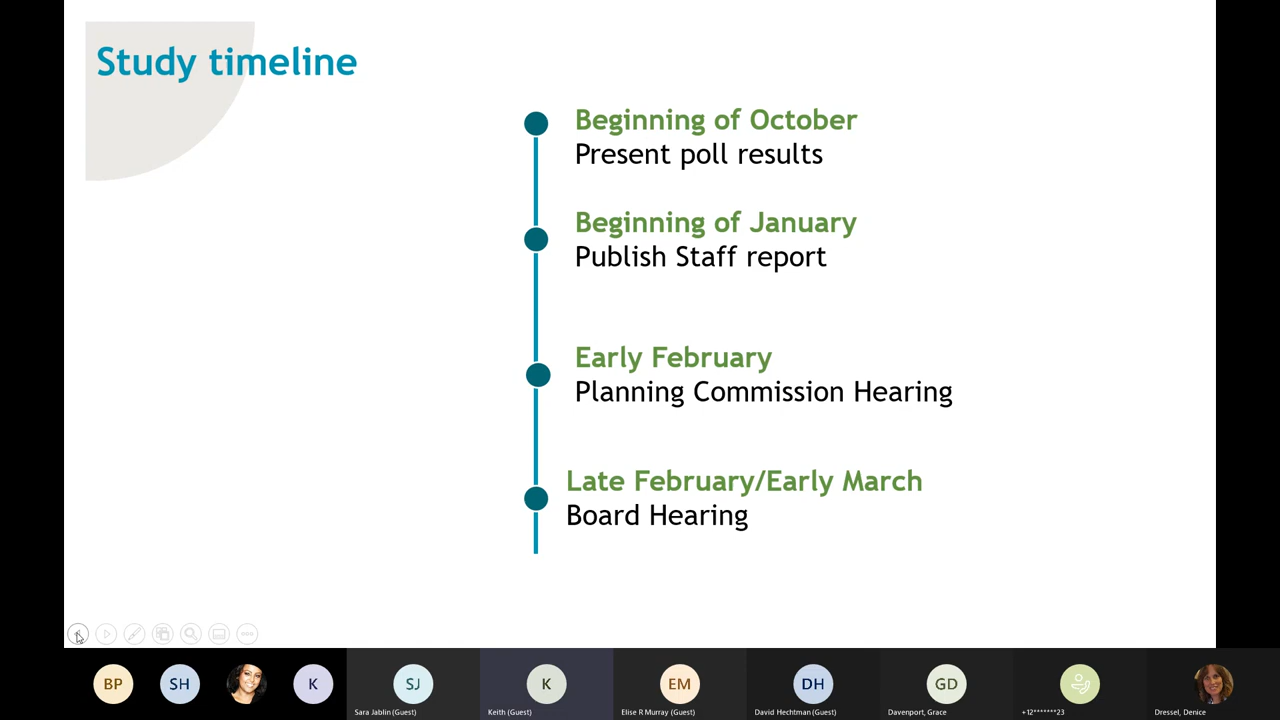 Study timeline
Beginning of October
Present poll results
Beginning of January
Publish Staff report
Early February
Planning Commission Hearing
Late February/Early March
Board Hearing
BP
SH
K
SJ
K
EM
DH
GD
Sara Jablin (Guest)
Keith (Guest)
Elise R Murray (Guest)
David Hechtman (Guest)
Davenport, Grace
+12*******23
Dressel, Denice